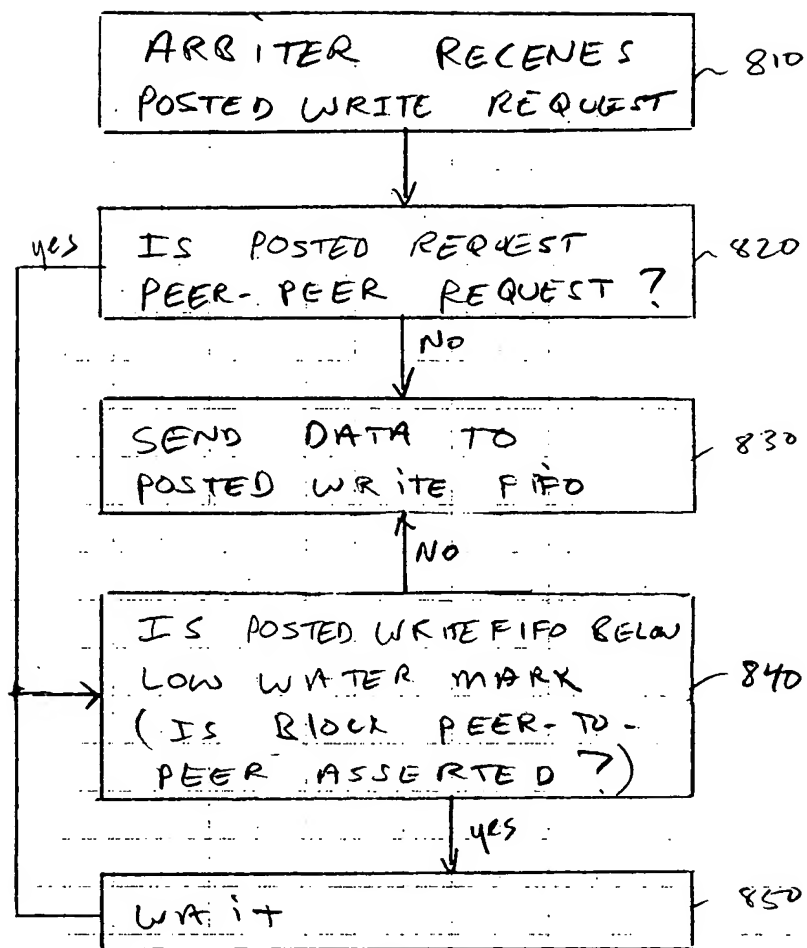 ARBITER RECEIVES
POSTED WRITE REQUEST
810
yes
IS POSTED REQUEST
PEER-PEER REQUEST?
820
NO
SEND DATA TO
POSTED WRITE FIFO
830
NO
IS POSTED WRITE FIFO BELOW
LOW WATER MARK
(IS BLOCK PEER-TO-
PEER ASSERTED?)
840
yes
WAit
850